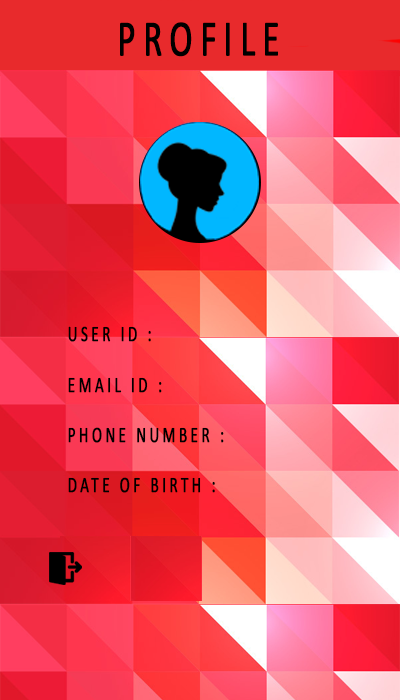 PROFILE
USER ID :
EMAIL ID :
PHONE NUMBER :
DATE OF BIRTH :